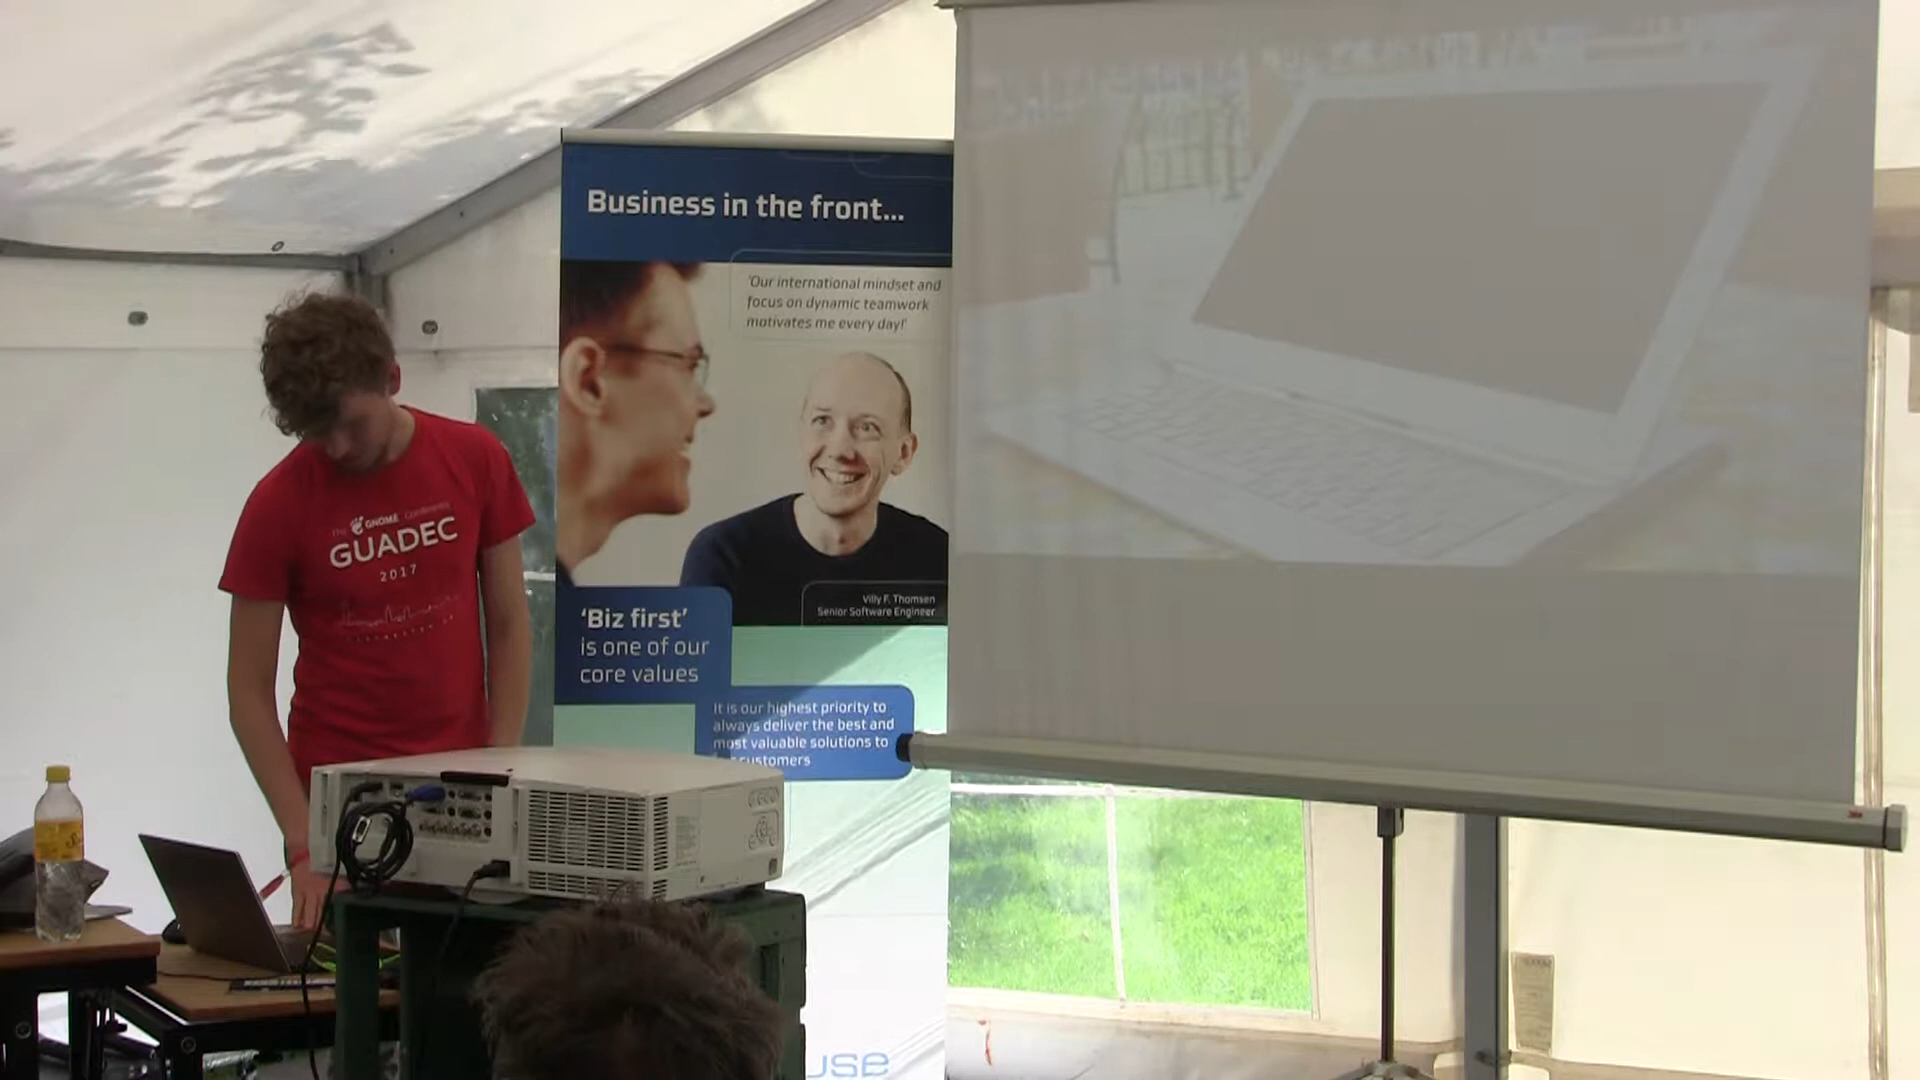 Business in the front...
'Our international mindset and
focus on dynamic teamwork
motivates me every day!'
Villy F. Thomsen
Senior Software Engineer
'Biz first'
is one of our
core values
It is our highest priority to
always deliver the best and
most valuable solutions to
customers
The GNOME Conference
GUADEC
2017